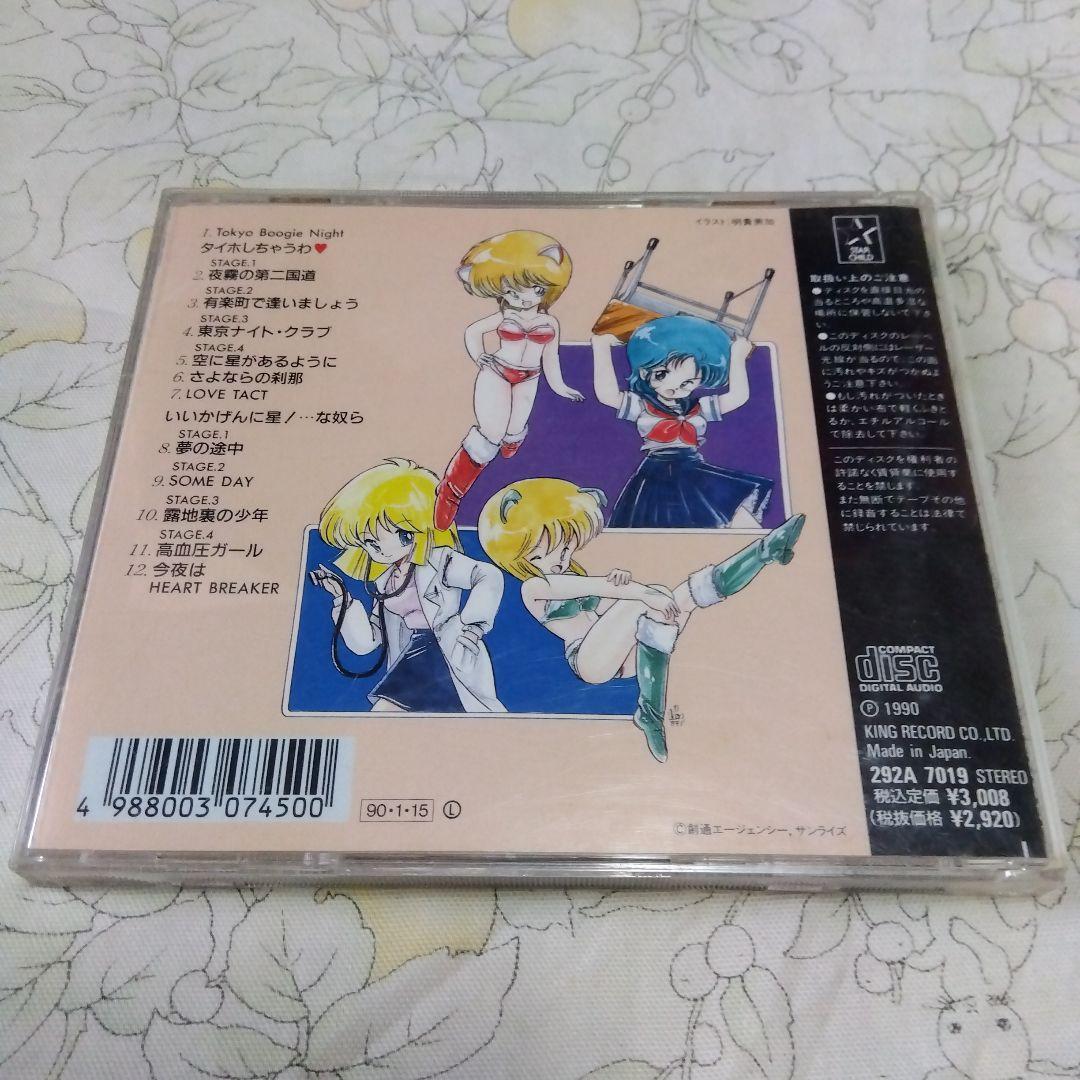 1. Tokyo Boogie Night
タイホしちゃうわ♥
STAGE.1
2. 夜霧の第二国道
STAGE.2
3. 有楽町で逢いましょう
STAGE.3
4. 東京ナイト・クラブ
STAGE.4
5. 空に星があるように
6. さよならの刹那
7. LOVE TACT
いいかげんに星!…な奴ら
STAGE.1
8. 夢の途中
STAGE.2
9. SOME DAY
STAGE.3
10. 露地裏の少年
STAGE.4
11. 高血圧ガール
12. 今夜は
HEART BREAKER
イラスト:明貴美加
STAR
CHILD
取扱い上のご注意
●ディスクを直接日光の
当るところや高温多湿な
場所に保管しないで下さ
い。
●このディスクのレーベ
ルの反対側にはレーザー
光線が当るので、この面
に汚れやキズがつかぬよ
うご注意下さい。
●もし汚れがついたとき
は柔かい布で軽くふきと
るか、エチルアルコール
で除去して下さい。
このディスクを権利者の
許諾なく賃貸業に使用す
ることを禁じます。
また無断でテープその他
に録音することは法律で
禁じられています。
COMPACT
disc
DIGITAL AUDIO
Ⓟ 1990
KING RECORD CO.,LTD.
Made in Japan.
292A 7019 STEREO
税込定価 ¥3,008
(税抜価格 ¥2,920)
4 988003 074500
90・1・15 Ⓛ
©創通エージェンシー,サンライズ